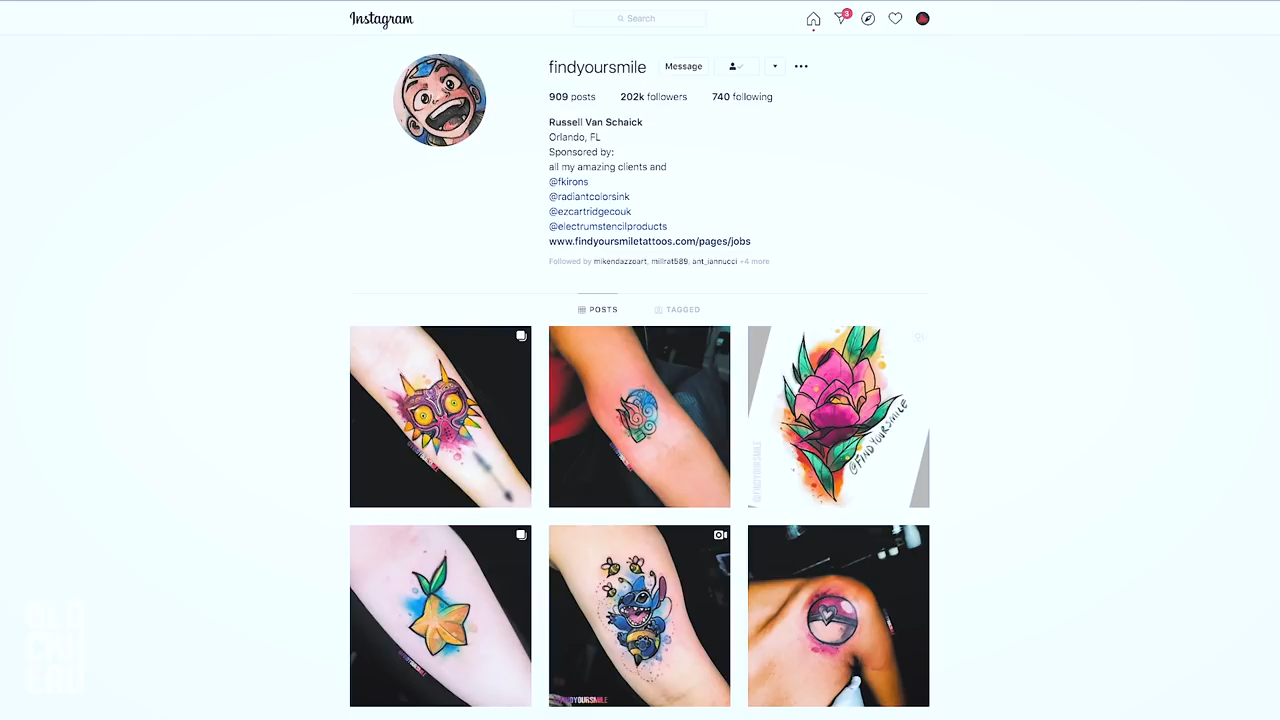 Instagram
Search
3
findyoursmile Message
909 posts 202k followers 740 following
Russell Van Schaick
Orlando, FL
Sponsored by:
all my amazing clients and
@fkirons
@radiantcolorsink
@ezcartridgecouk
@electrumstencilproducts
www.findyoursmiletattoos.com/pages/jobs
Followed by mikendazzoart, millrat589, ant_iannucci +4 more
POSTS TAGGED
@FINDYOURSMILE
@FINDYOURSMILE
@FINDYOURSMILE